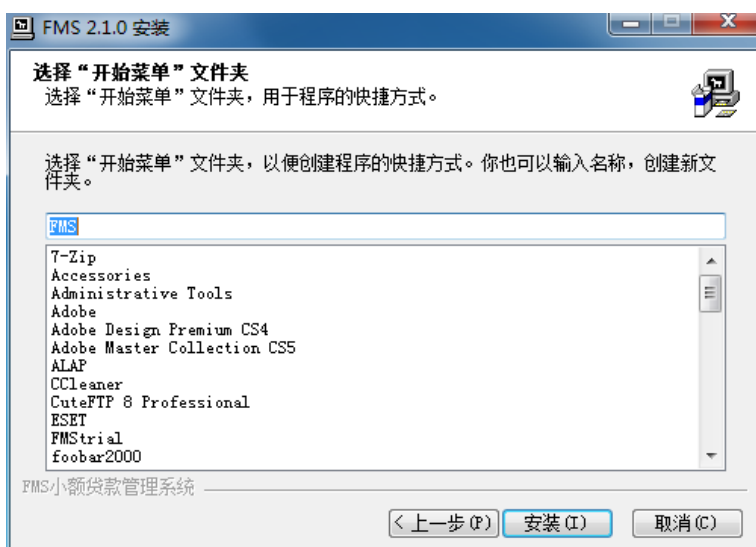 FMS 2.1.0 安装
选择“开始菜单”文件夹
选择“开始菜单”文件夹，用于程序的快捷方式。
选择“开始菜单”文件夹，以便创建程序的快捷方式。你也可以输入名称，创建新文
件夹。
FMS
7-Zip
Accessories
Administrative Tools
Adobe
Adobe Design Premium CS4
Adobe Master Collection CS5
ALAP
CCleaner
CuteFTP 8 Professional
ESET
FMStrial
foobar2000
FMS小额贷款管理系统
< 上一步(P) 安装(I) 取消(C)